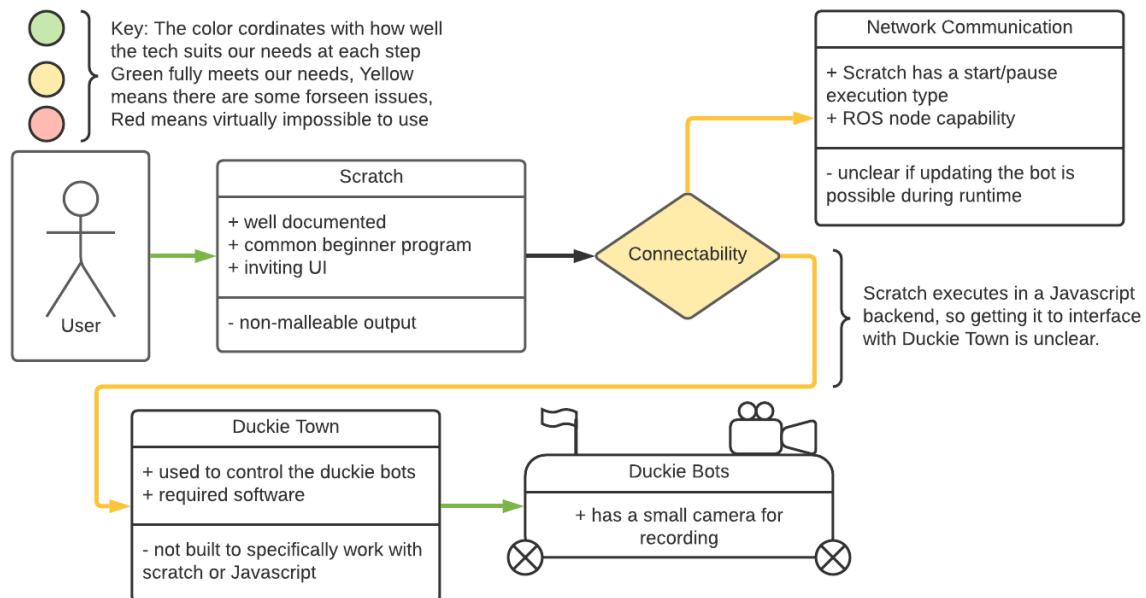 Key: The color cordinates with how well
the tech suits our needs at each step
Green fully meets our needs, Yellow
means there are some forseen issues,
Red means virtually impossible to use
Network Communication
+ Scratch has a start/pause
execution type
+ ROS node capability
- unclear if updating the bot is
possible during runtime
User
Scratch
+ well documented
+ common beginner program
+ inviting UI
- non-malleable output
Connectability
Scratch executes in a Javascript
backend, so getting it to interface
with Duckie Town is unclear.
Duckie Town
+ used to control the duckie bots
+ required software
- not built to specifically work with
scratch or Javascript
Duckie Bots
+ has a small camera for
recording